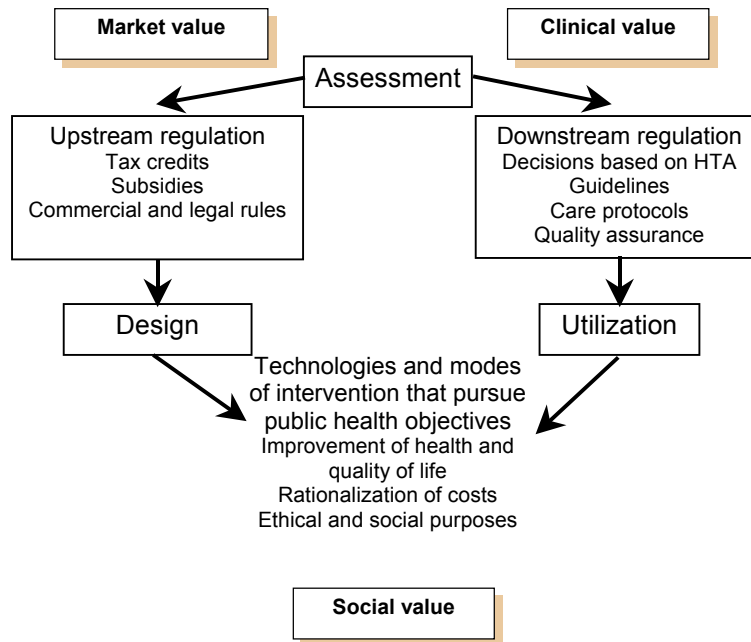 Market value
Clinical value
Assessment
Upstream regulation
Tax credits
Subsidies
Commercial and legal rules
Downstream regulation
Decisions based on HTA
Guidelines
Care protocols
Quality assurance
Design
Utilization
Technologies and modes
of intervention that pursue
public health objectives
Improvement of health and
quality of life
Rationalization of costs
Ethical and social purposes
Social value